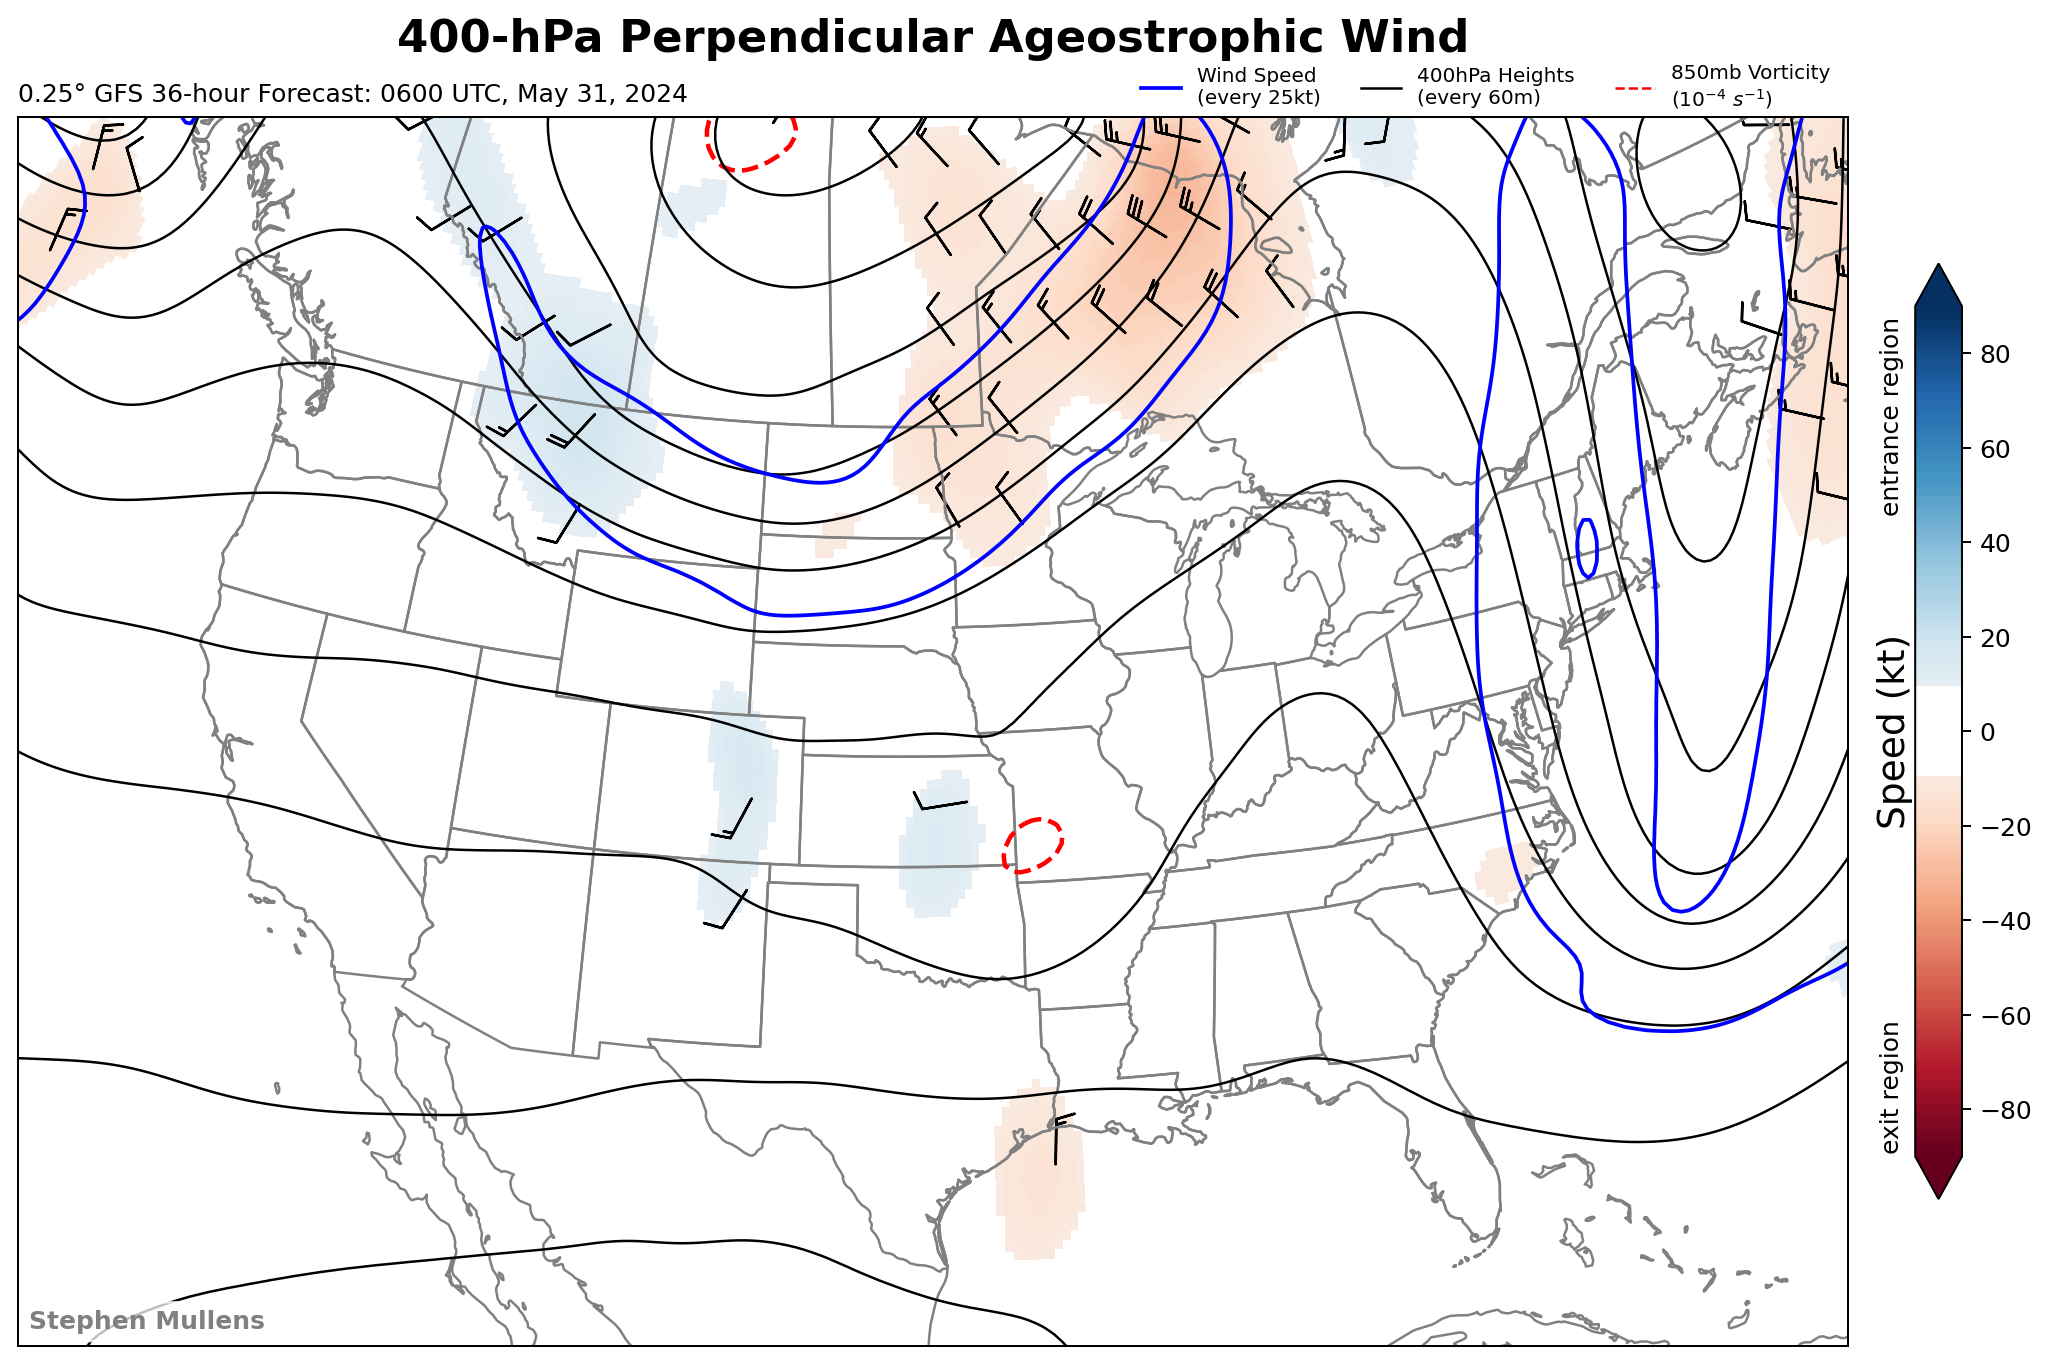 400-hPa Perpendicular Ageostrophic Wind
0.25° GFS 36-hour Forecast: 0600 UTC, May 31, 2024
Wind Speed
(every 25kt)
400hPa Heights
(every 60m)
850mb Vorticity
(10⁻⁴ s⁻¹)
entrance region
Speed (kt)
exit region
80
60
40
20
0
−20
−40
−60
−80
Stephen Mullens